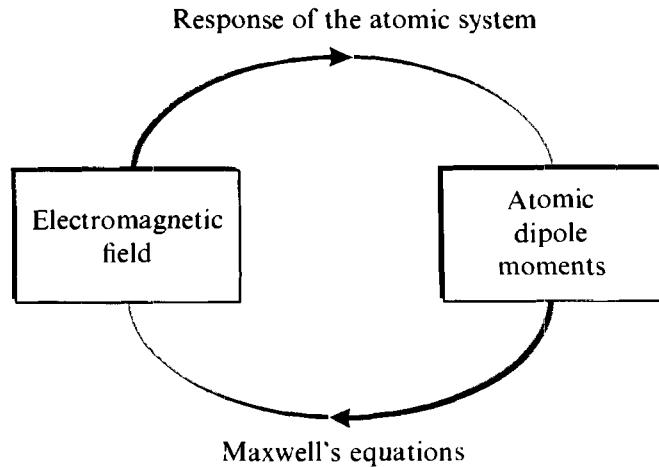 Response of the atomic system
Electromagnetic
field
Atomic
dipole
moments
Maxwell's equations